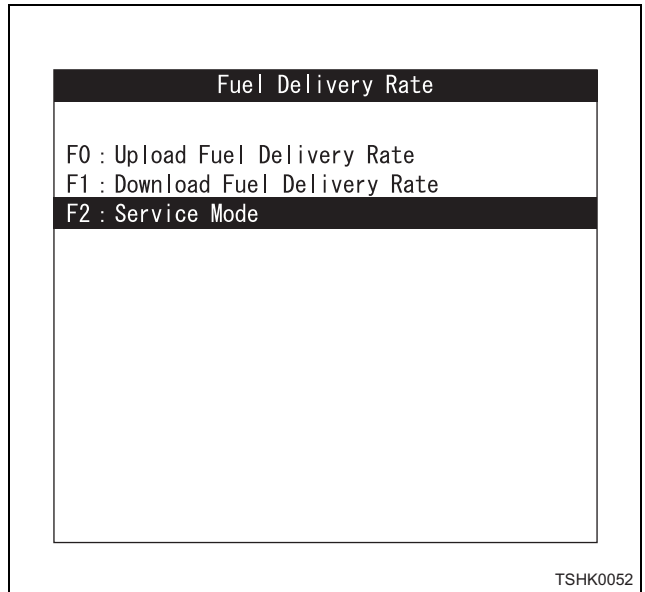 Fuel Delivery Rate
F0 : Upload Fuel Delivery Rate
F1 : Download Fuel Delivery Rate
F2 : Service Mode
TSHK0052